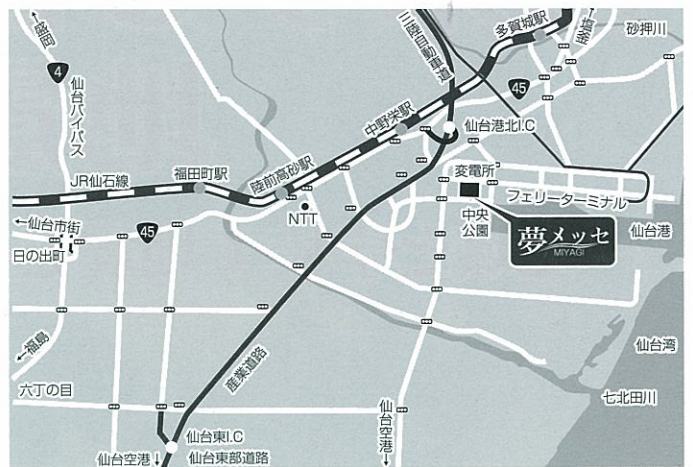 ↑盛岡
4
仙台バイパス
三陸自動車道
多賀城駅
↑塩釜
砂押川
45
中野栄駅
仙台港北I.C
JR仙石線
福田町駅
陸前高砂駅
変電所
フェリーターミナル
NTT
中央
公園
←仙台市街
45
仙台港
夢メッセ
MIYAGI
日の出町
←福島
仙台湾
産業道路
六丁の目
七北田川
仙台空港↓
仙台東I.C
仙台空港↓
仙台東部道路